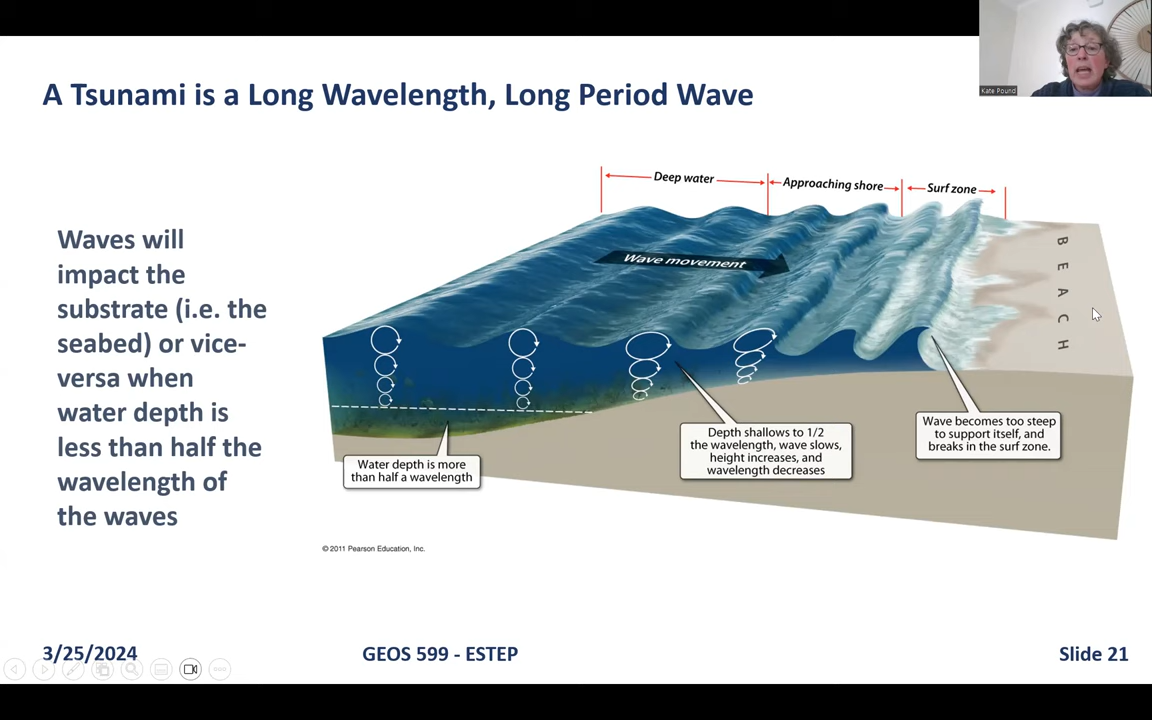 Kate Pound
A Tsunami is a Long Wavelength, Long Period Wave
Waves will
impact the
substrate (i.e. the
seabed) or vice-
versa when
water depth is
less than half the
wavelength of
the waves
Deep water
Approaching shore
Surf zone
Wave movement
BEACH
Water depth is more
than half a wavelength
Depth shallows to 1/2
the wavelength, wave slows,
height increases, and
wavelength decreases
Wave becomes too steep
to support itself, and
breaks in the surf zone.
© 2011 Pearson Education, Inc.
3/25/2024
GEOS 599 - ESTEP
Slide 21